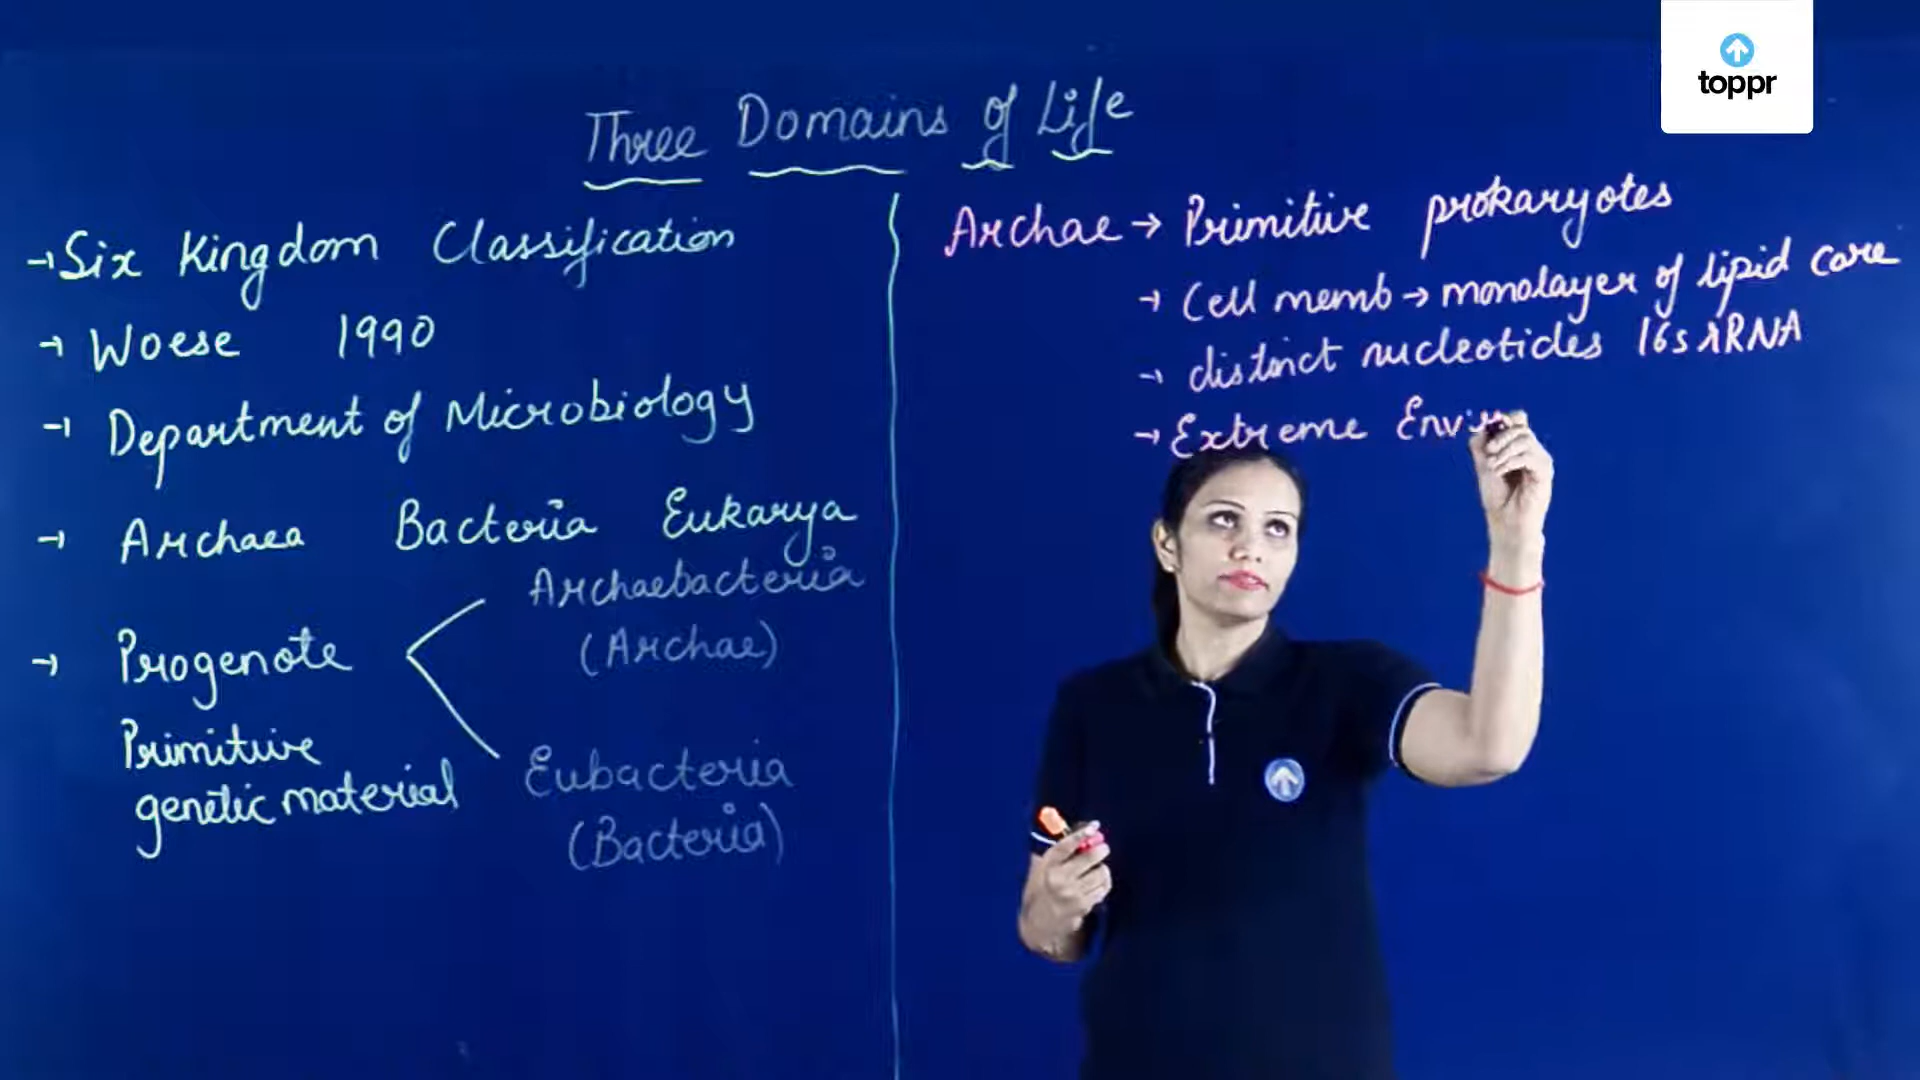 toppr
Three Domains of Life
→Six Kingdom Classification
→ Woese 1990
→ Department of Microbiology
→ Archaea Bacteria Eukarya
Archaebacteria
(Archae)
→ Progenote
Primitive
genetic material
Eubacteria
(Bacteria)
Archae → Primitive prokaryotes
→ Cell memb → monolayer of lipid core
→ distinct nucleotides 16s rRNA
→ Extreme Envir